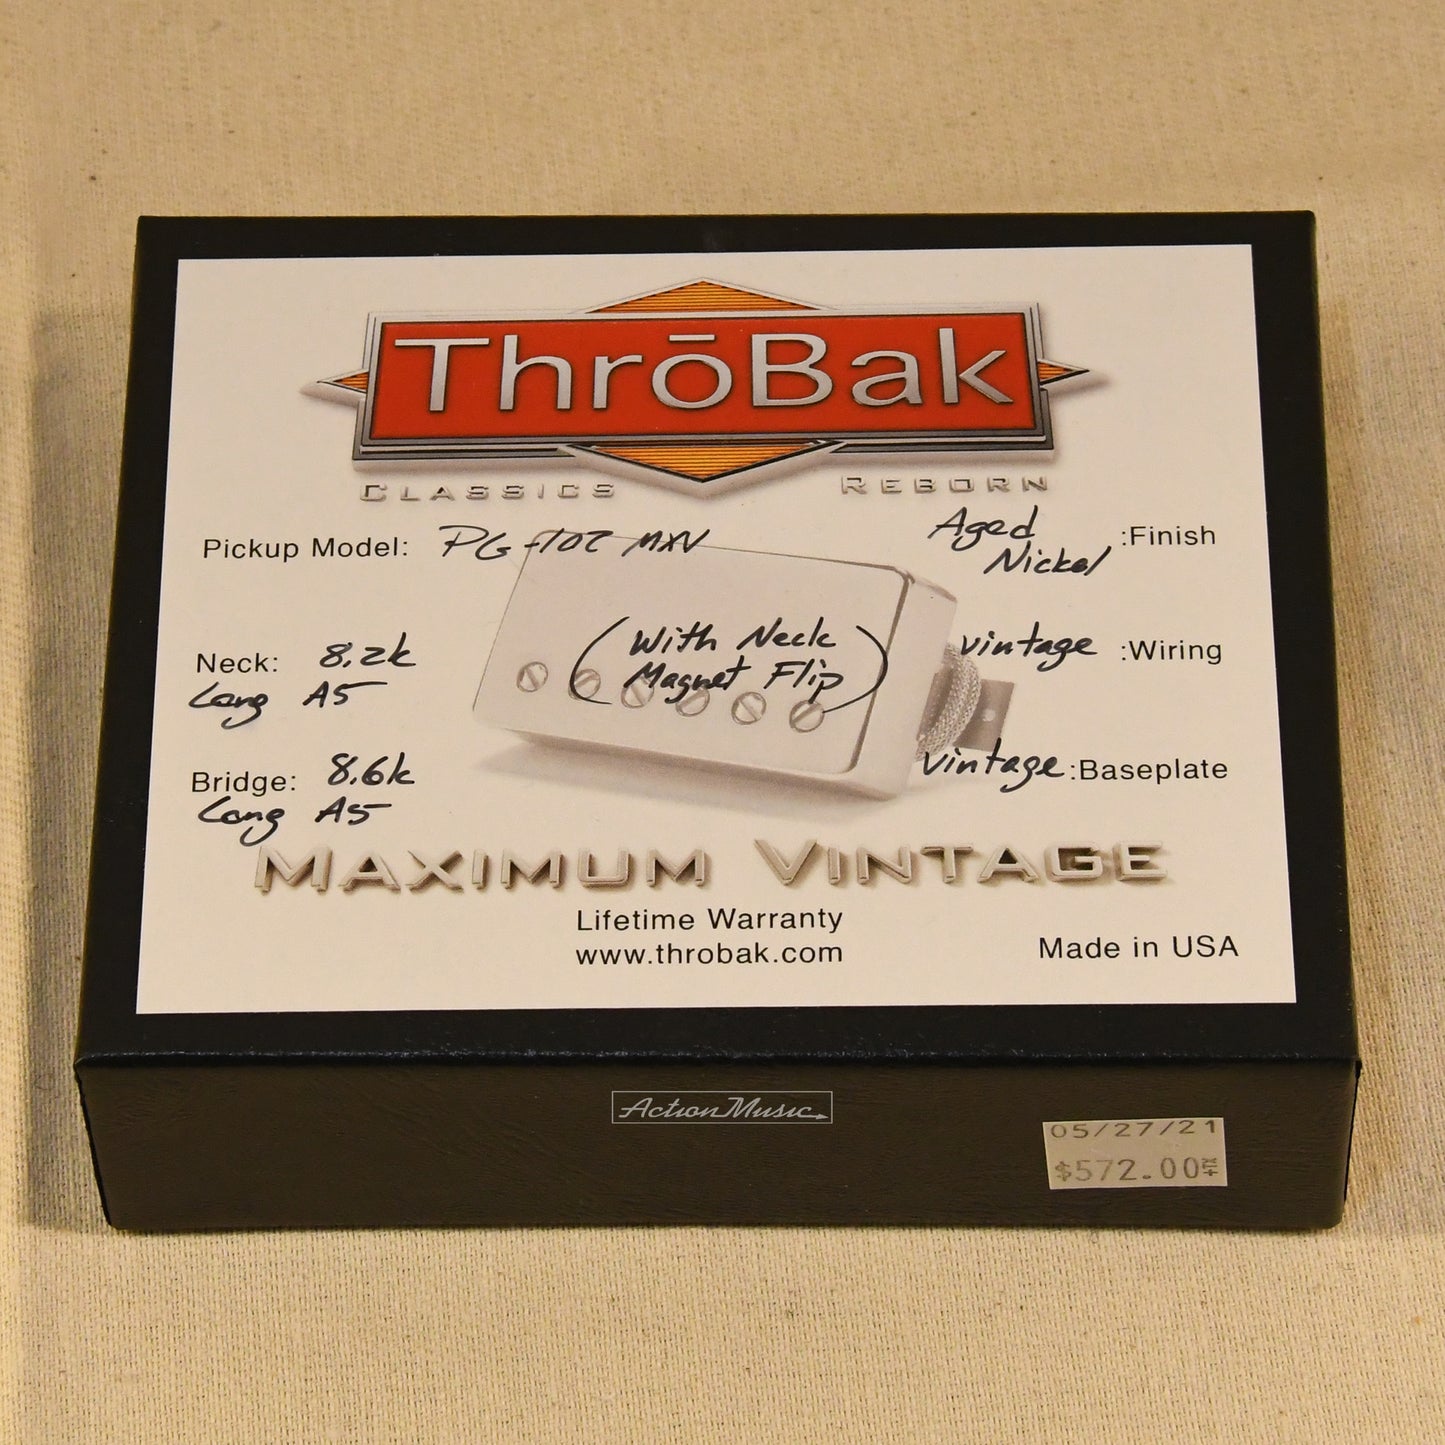 ThrōBak
CLASSICS REBORN
Pickup Model: PG-102 MXV
Aged Nickel :Finish
(With Neck
Magnet Flip)
Neck: 8.2k
Long A5
vintage :Wiring
Bridge: 8.6k
Long A5
vintage :Baseplate
MAXIMUM VINTAGE
Lifetime Warranty
www.throbak.com
Made in USA
Action Music
05/27/21
$572.00